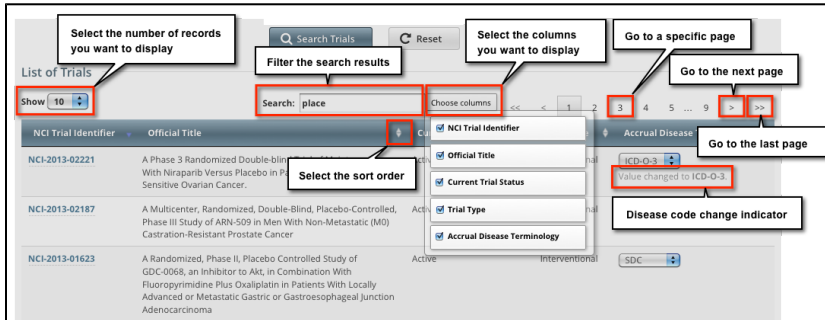 Select the number of records
you want to display
Search Trials
Reset
Select the columns
you want to display
Go to a specific page
Filter the search results
Go to the next page
List of Trials
Show 10
Search: place
Choose columns
<< < 1 2 3 4 5 ... 9 > >>
Go to the last page
NCI Trial Identifier
Official Title
Cu
Accrual Disease
NCI Trial Identifier
Official Title
Current Trial Status
Trial Type
Accrual Disease Terminology
Select the sort order
NCI-2013-02221
A Phase 3 Randomized Double-blind
With Niraparib Versus Placebo in Pa
Sensitive Ovarian Cancer.
Active
nal
ICD-O-3
Value changed to ICD-O-3.
Disease code change indicator
NCI-2013-02187
A Multicenter, Randomized, Double-Blind, Placebo-Controlled,
Phase III Study of ARN-509 in Men With Non-Metastatic (M0)
Castration-Resistant Prostate Cancer
Activ
nal
NCI-2013-01623
A Randomized, Phase II, Placebo Controlled Study of
GDC-0068, an Inhibitor to Akt, in Combination With
Fluoropyrimidine Plus Oxaliplatin in Patients With Locally
Advanced or Metastatic Gastric or Gastroesophageal Junction
Adenocarcinoma
Active
Interventional
SDC